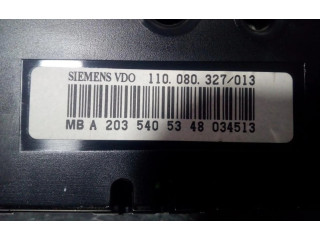 SIEMENS VDO 110.080.327/013
MB A 203 540 53 48 034513